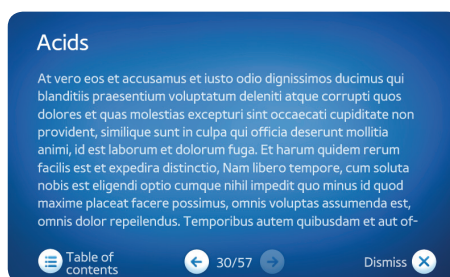 Acids
At vero eos et accusamus et iusto odio dignissimos ducimus qui
blanditiis praesentium voluptatum deleniti atque corrupti quos
dolores et quas molestias excepturi sint occaecati cupiditate non
provident, similique sunt in culpa qui officia deserunt mollitia
animi, id est laborum et dolorum fuga. Et harum quidem rerum
facilis est et expedira distinctio, Nam libero tempore, cum soluta
nobis est eligendi optio cumque nihil impedit quo minus id quod
maxime placeat facere possimus, omnis voluptas assumenda est,
omnis dolor repeilendus. Temporibus autem quibusdam et aut of-
Table of
contents
30/57
Dismiss